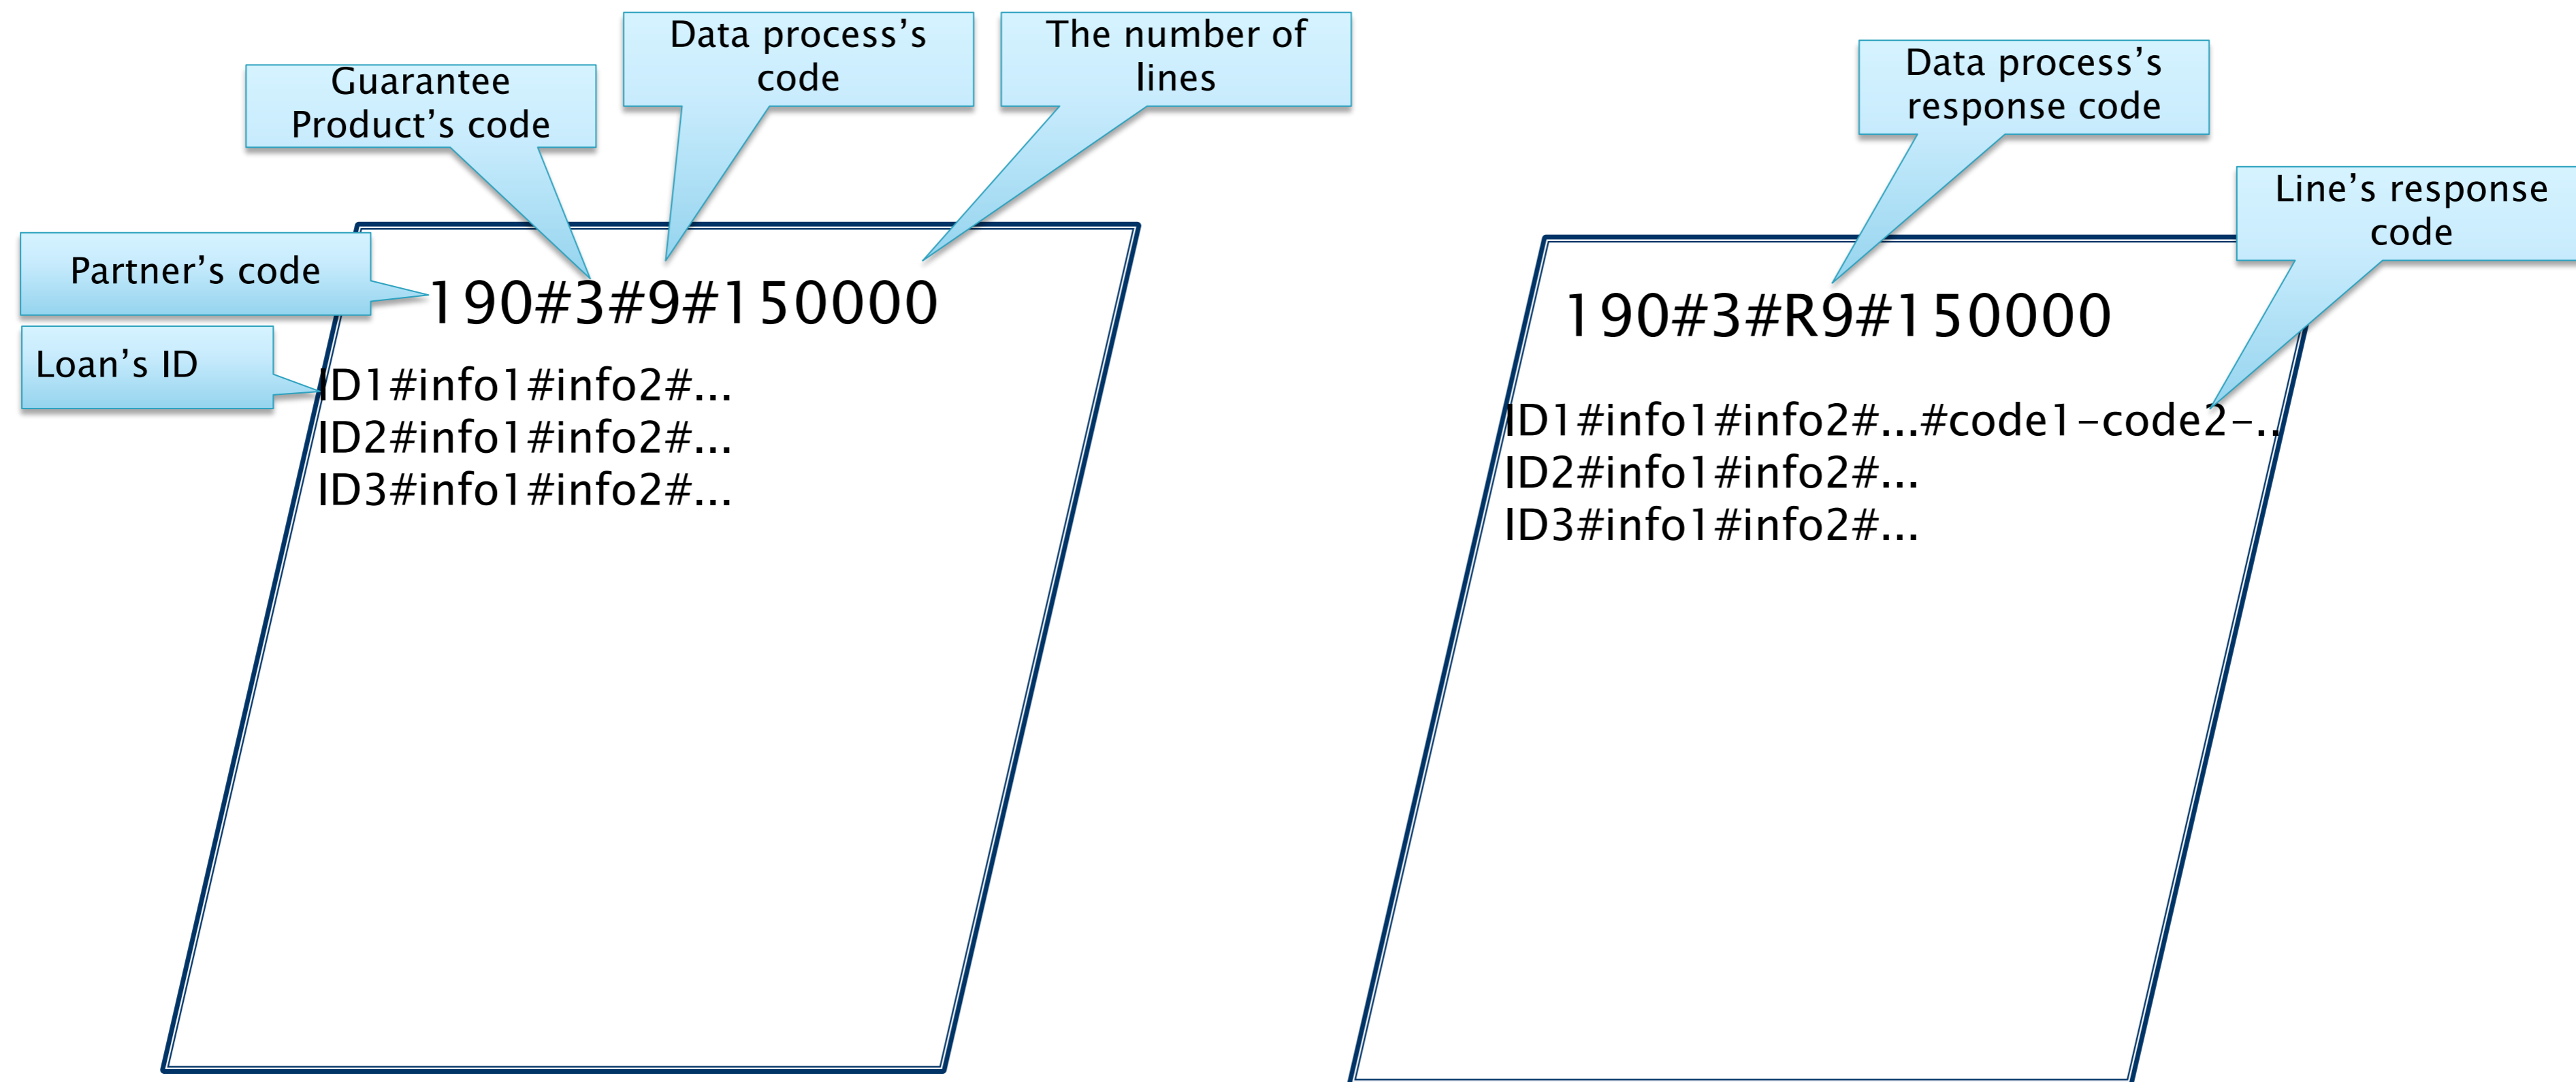 Guarantee
Product’s code
Data process’s
code
The number of
lines
Partner’s code
Loan’s ID
190#3#9#150000
ID1#info1#info2#...
ID2#info1#info2#...
ID3#info1#info2#...
Data process’s
response code
Line’s response
code
190#3#R9#150000
ID1#info1#info2#...#code1-code2-..
ID2#info1#info2#...
ID3#info1#info2#...